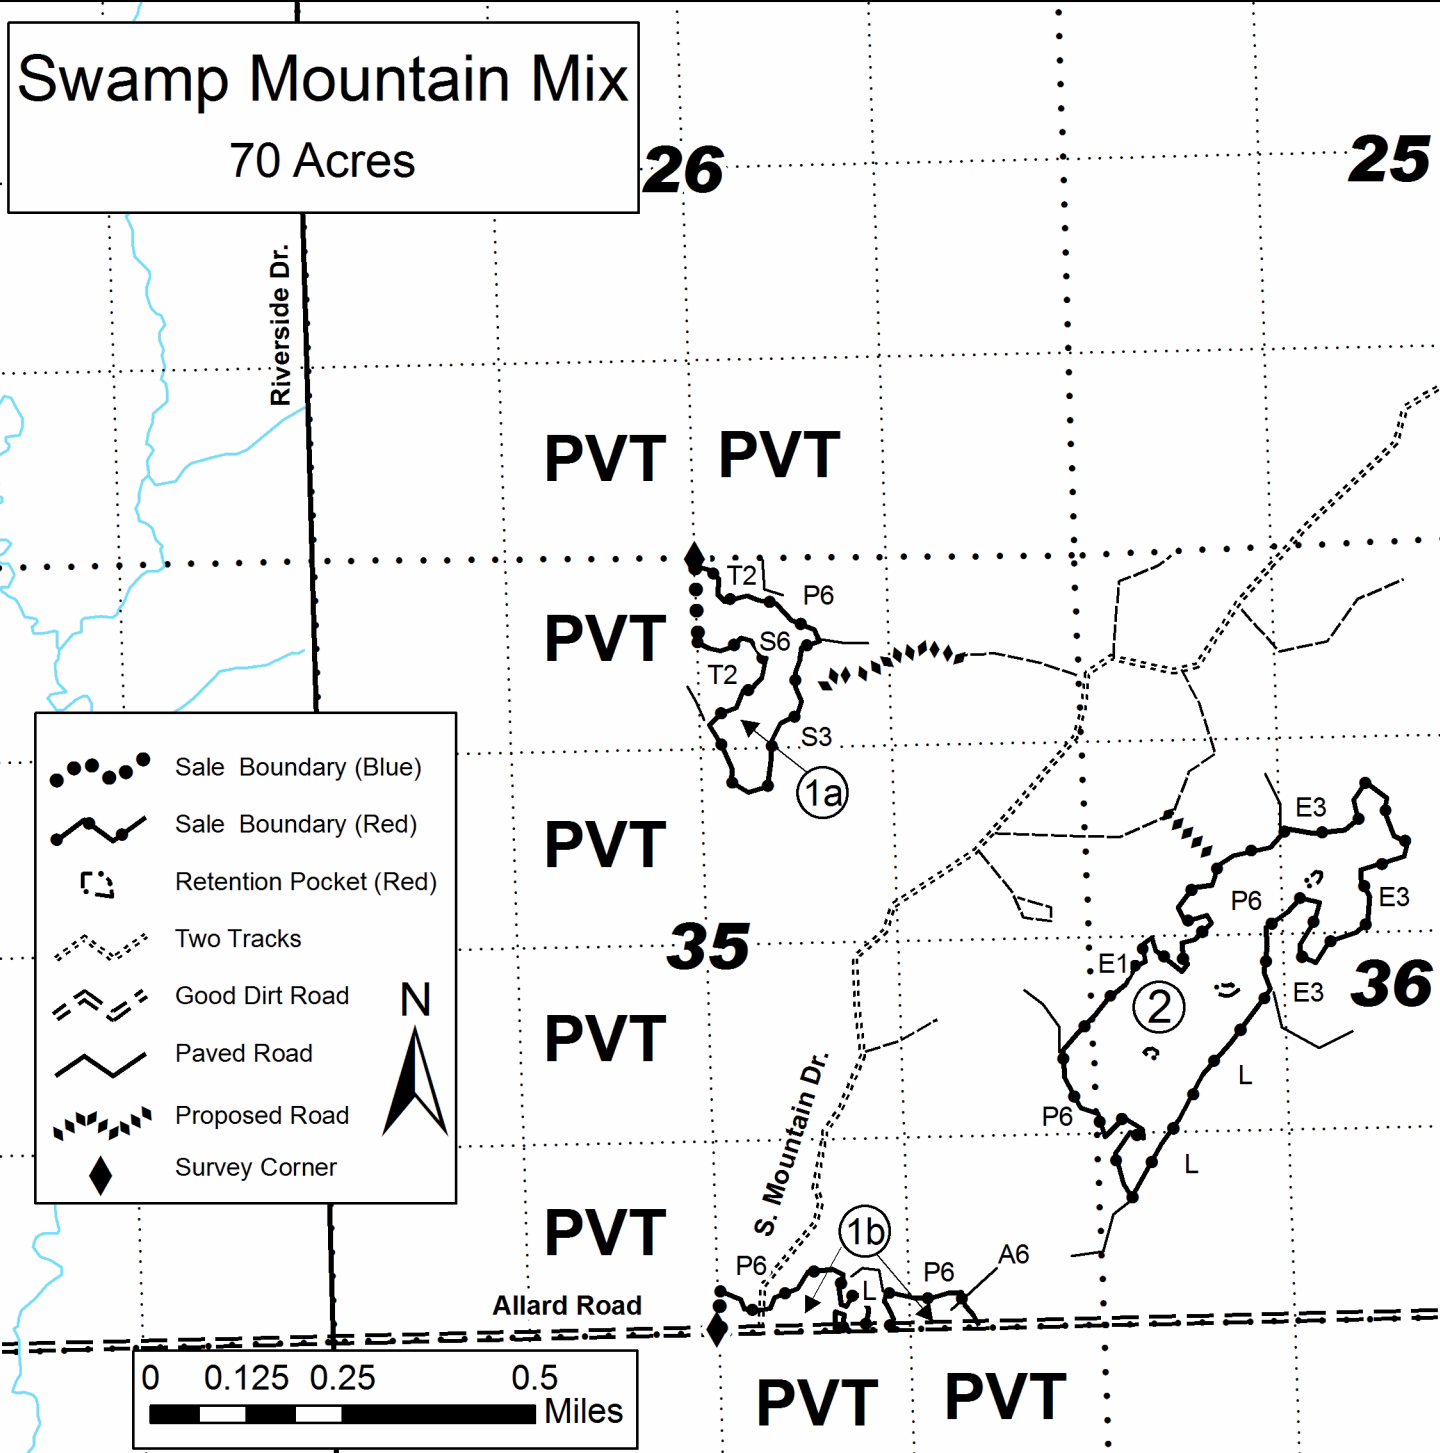 Swamp Mountain Mix
70 Acres
26
25
Riverside Dr.
PVT PVT
T2
P6
PVT
S6
T2
S3
1a
E3
PVT
P6
E3
35
E1
36
E3
2
PVT
L
P6
L
S. Mountain Dr.
PVT
1b
P6
L
P6
A6
Allard Road
PVT PVT
Sale Boundary (Blue)
Sale Boundary (Red)
Retention Pocket (Red)
Two Tracks
Good Dirt Road
Paved Road
Proposed Road
Survey Corner
N
0 0.125 0.25 0.5
Miles